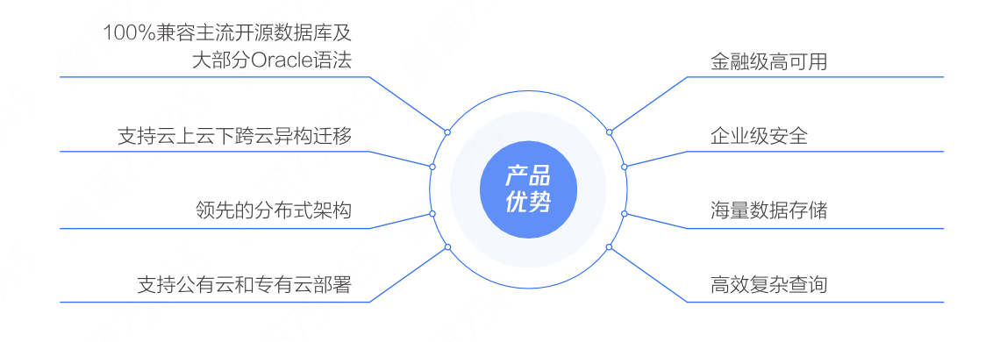 100%兼容主流开源数据库及
大部分Oracle语法
支持云上云下跨云异构迁移
领先的分布式架构
支持公有云和专有云部署
产品
优势
金融级高可用
企业级安全
海量数据存储
高效复杂查询